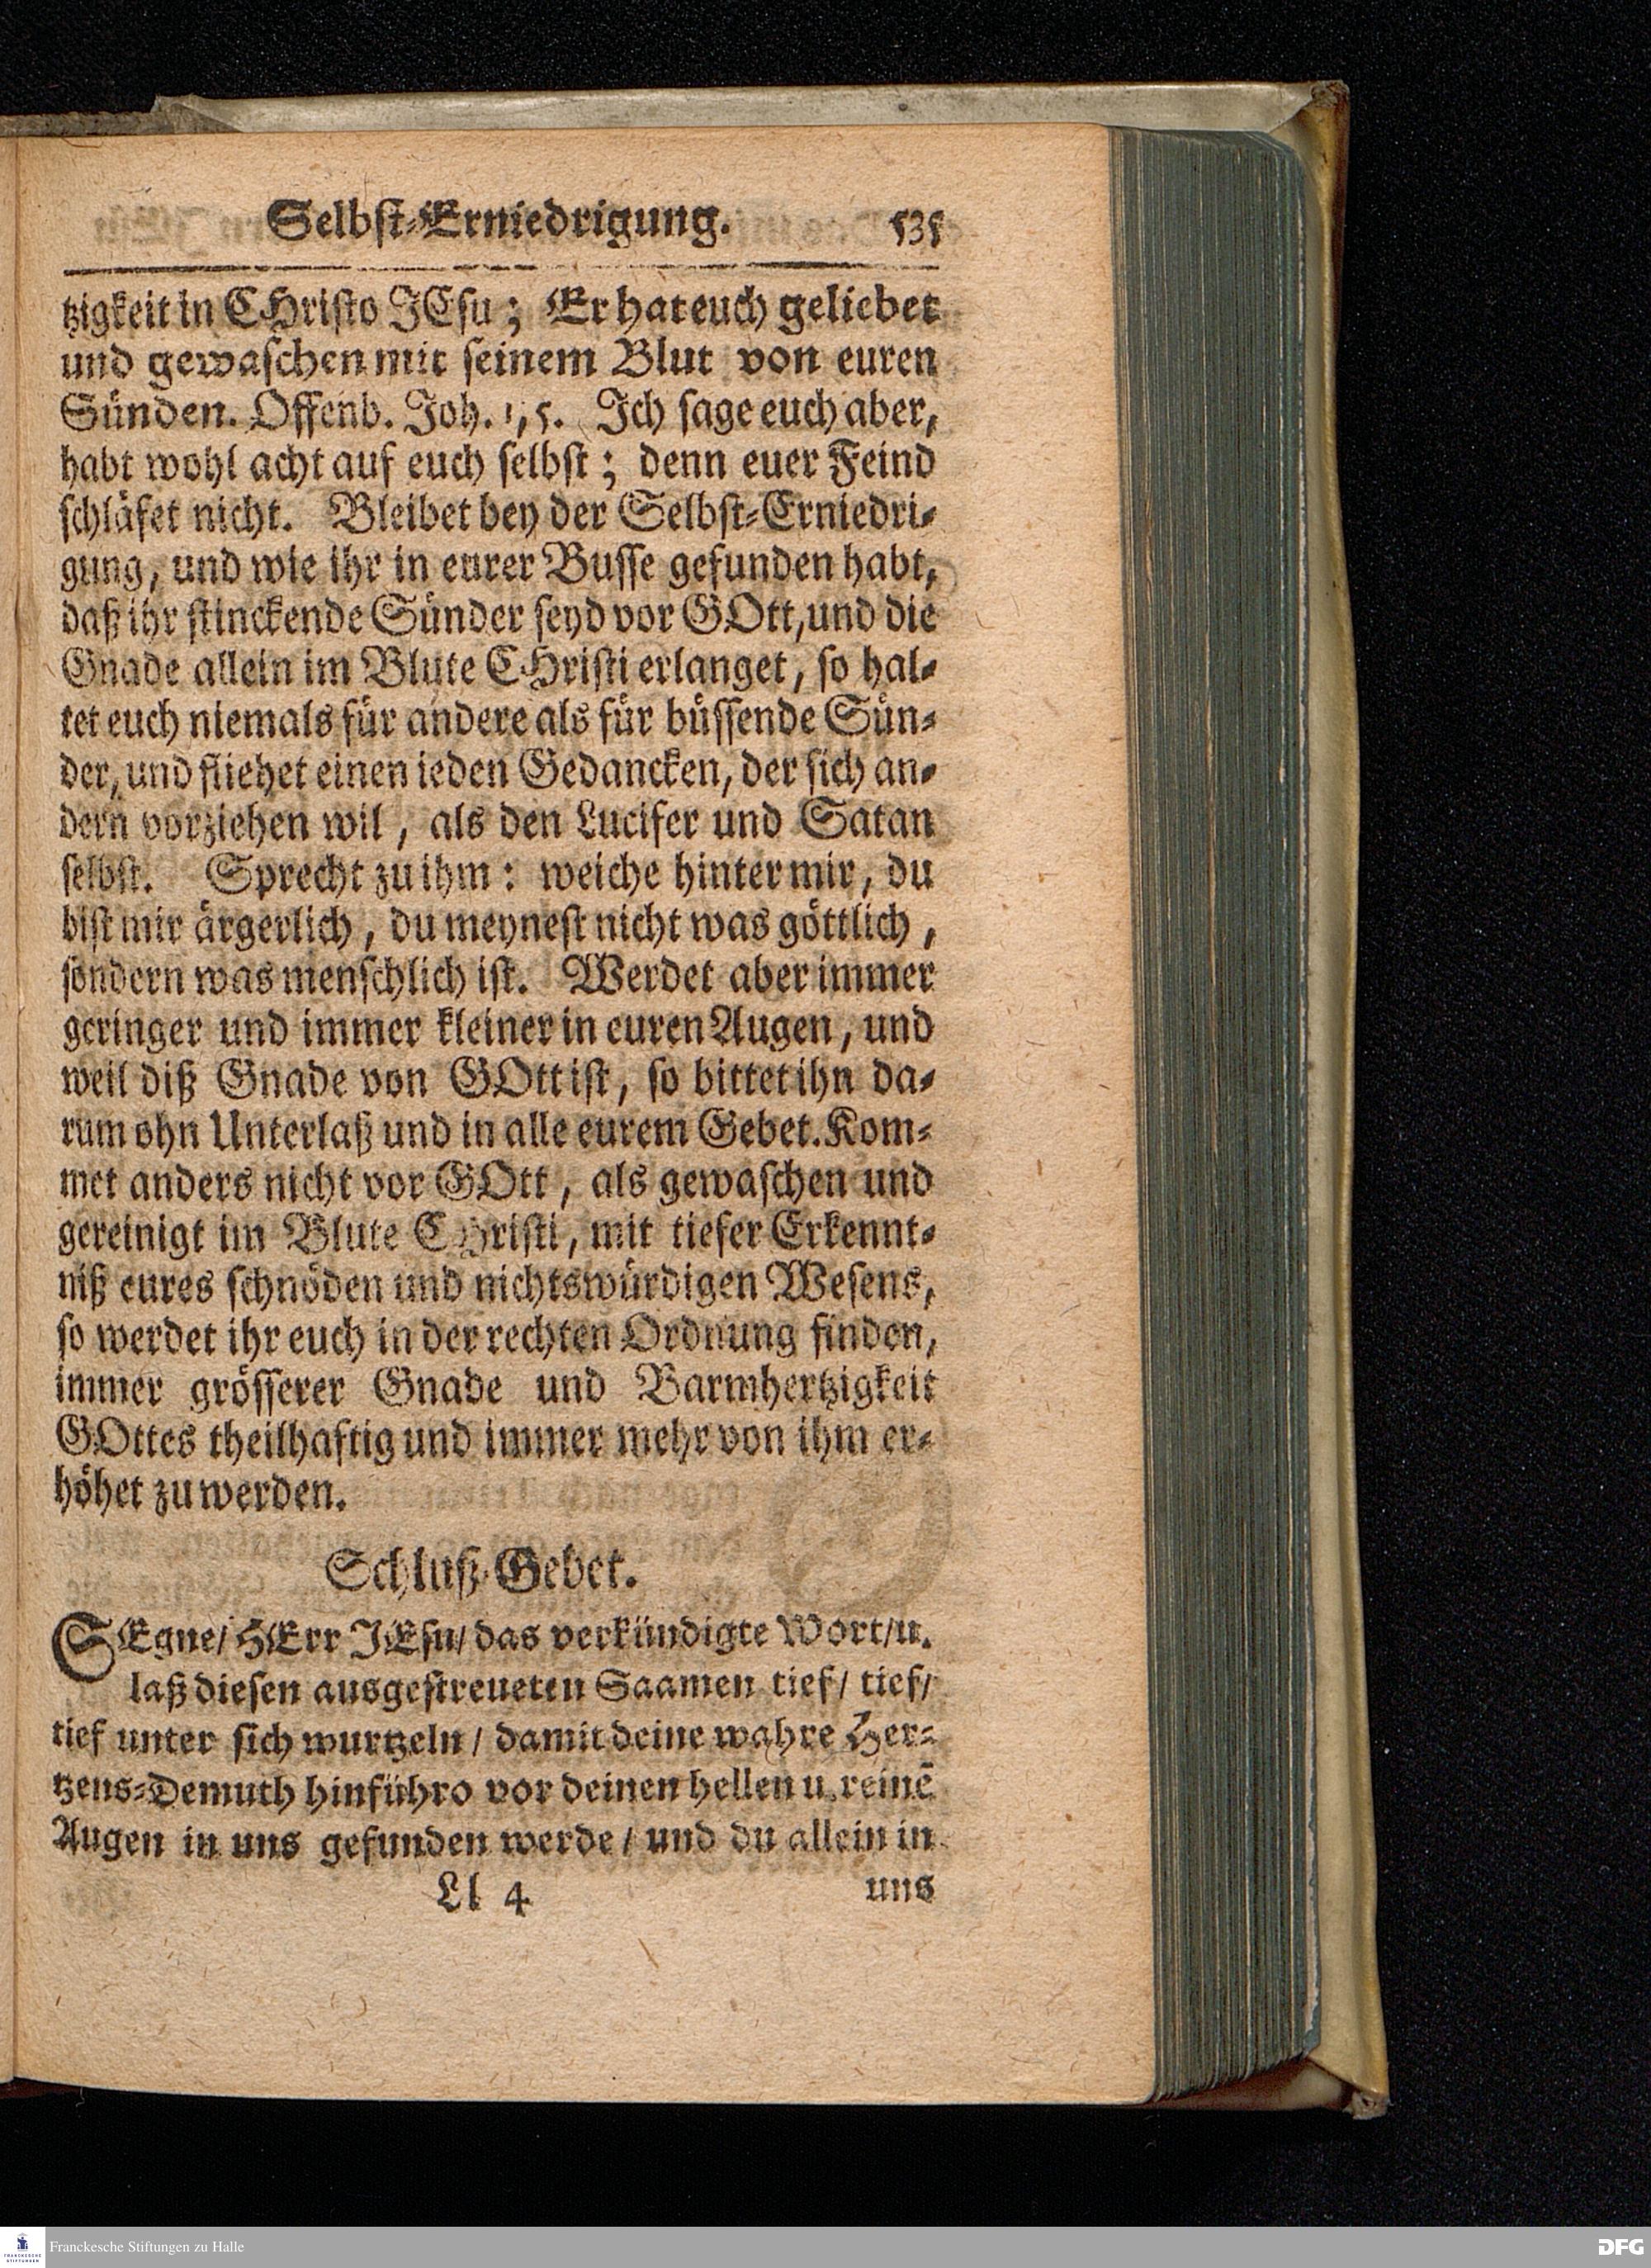 Selbst-Erniedrigung. 535
tzigkeit in CHristo JEsu; Er hat euch geliebet
und gewaschen mit seinem Blut von euren
Sünden. Offenb. Joh. 1, 5. Ich sage euch aber,
habt wohl acht auf euch selbst; denn euer Feind
schläfet nicht. Bleibet bey der Selbst-Erniedri-
gung, und wie ihr in eurer Busse gefunden habt,
daß ihr stinckende Sünder seyd vor GOtt, und die
Gnade allein im Blute CHristi erlanget, so hal-
tet euch niemals für andere als für büssende Sün-
der, und fliehet einen ieden Gedancken, der sich an-
dern vorziehen wil, als den Lucifer und Satan
selbst. Sprecht zu ihm: weiche hinter mir, du
bist mir ärgerlich, du meynest nicht was göttlich,
sondern was menschlich ist. Werdet aber immer
geringer und immer kleiner in euren Augen, und
weil diß Gnade von GOtt ist, so bittet ihn da-
rum ohn Unterlaß und in alle eurem Gebet. Kom-
met anders nicht vor GOtt, als gewaschen und
gereinigt im Blute CHristi, mit tiefer Erkennt-
niß eures schnöden und nichtswürdigen Wesens,
so werdet ihr euch in der rechten Ordnung finden,
immer grösserer Gnade und Barmhertzigkeit
GOttes theilhaftig und immer mehr von ihm er-
höhet zu werden.
Schluß-Gebet.
SEgne/ HErr JEsu/ das verkündigte Wort/ u.
laß diesen ausgestreueten Saamen tief/ tief/
tief unter sich wurtzeln/ damit deine wahre Her-
tzens-Demuth hinführo vor deinen hellen u. reinē
Augen in uns gefunden werde/ und du allein in
Ll 4 uns
Franckesche Stiftungen zu Halle
FRANCKESCHE STIFTUNGEN
DFG